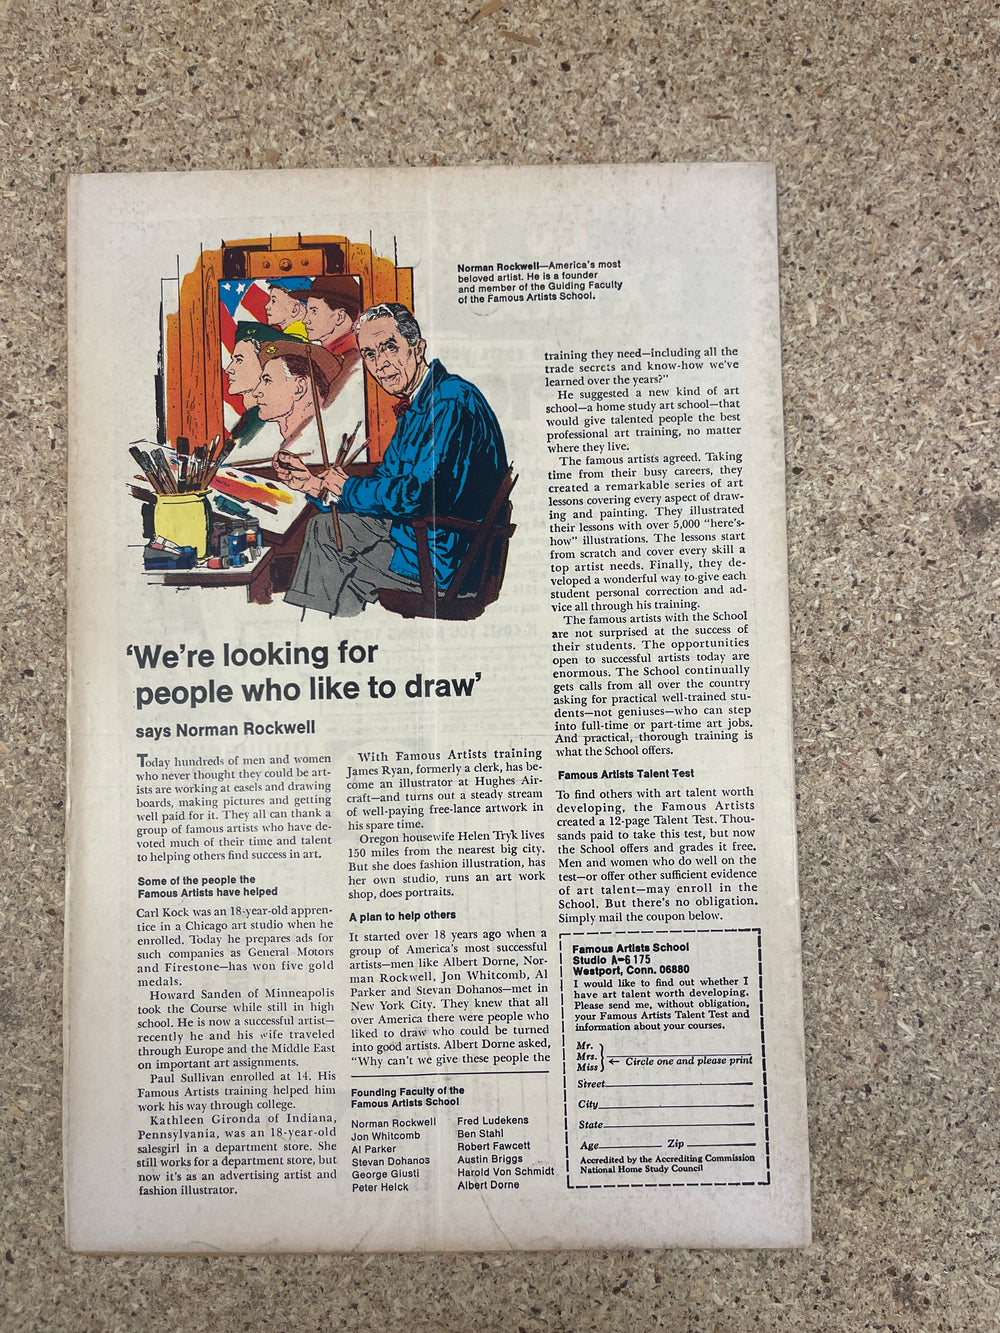 Norman Rockwell—America's most
beloved artist. He is a founder
and member of the Guiding Faculty
of the Famous Artists School.
'We're looking for
people who like to draw'
says Norman Rockwell
Today hundreds of men and women
who never thought they could be art-
ists are working at easels and drawing
boards, making pictures and getting
well paid for it. They all can thank a
group of famous artists who have de-
voted much of their time and talent
to helping others find success in art.
Some of the people the
Famous Artists have helped
Carl Kock was an 18-year-old appren-
tice in a Chicago art studio when he
enrolled. Today he prepares ads for
such companies as General Motors
and Firestone—has won five gold
medals.
Howard Sanden of Minneapolis
took the Course while still in high
school. He is now a successful artist—
recently he and his wife traveled
through Europe and the Middle East
on important art assignments.
Paul Sullivan enrolled at 14. His
Famous Artists training helped him
work his way through college.
Kathleen Gironda of Indiana,
Pennsylvania, was an 18-year-old
salesgirl in a department store. She
still works for a department store, but
now it's as an advertising artist and
fashion illustrator.
With Famous Artists training
James Ryan, formerly a clerk, has be-
come an illustrator at Hughes Air-
craft—and turns out a steady stream
of well-paying free-lance artwork in
his spare time.
Oregon housewife Helen Tryk lives
150 miles from the nearest big city.
But she does fashion illustration, has
her own studio, runs an art work
shop, does portraits.
A plan to help others
It started over 18 years ago when a
group of America's most successful
artists—men like Albert Dorne, Nor-
man Rockwell, Jon Whitcomb, Al
Parker and Stevan Dohanos—met in
New York City. They knew that all
over America there were people who
liked to draw who could be turned
into good artists. Albert Dorne asked,
"Why can't we give these people the
Founding Faculty of the
Famous Artists School
Norman Rockwell
Jon Whitcomb
Al Parker
Stevan Dohanos
George Giusti
Peter Helck
Fred Ludekens
Ben Stahl
Robert Fawcett
Austin Briggs
Harold Von Schmidt
Albert Dorne
training they need—including all the
trade secrets and know-how we've
learned over the years?"
He suggested a new kind of art
school—a home study art school—that
would give talented people the best
professional art training, no matter
where they live.
The famous artists agreed. Taking
time from their busy careers, they
created a remarkable series of art
lessons covering every aspect of draw-
ing and painting. They illustrated
their lessons with over 5,000 "here's-
how" illustrations. The lessons start
from scratch and cover every skill a
top artist needs. Finally, they de-
veloped a wonderful way to give each
student personal correction and ad-
vice all through his training.
The famous artists with the School
are not surprised at the success of
their students. The opportunities
open to successful artists today are
enormous. The School continually
gets calls from all over the country
asking for practical well-trained stu-
dents—not geniuses—who can step
into full-time or part-time art jobs.
And practical, thorough training is
what the School offers.
Famous Artists Talent Test
To find others with art talent worth
developing, the Famous Artists
created a 12-page Talent Test. Thou-
sands paid to take this test, but now
the School offers and grades it free.
Men and women who do well on the
test—or offer other sufficient evidence
of art talent—may enroll in the
School. But there's no obligation.
Simply mail the coupon below.
Famous Artists School
Studio A-6175
Westport, Conn. 06880
I would like to find out whether I
have art talent worth developing.
Please send me, without obligation,
your Famous Artists Talent Test and
information about your courses.
Mr.
Mrs. ← Circle one and please print
Miss
Street
City
State
Age Zip
Accredited by the Accrediting Commission
National Home Study Council